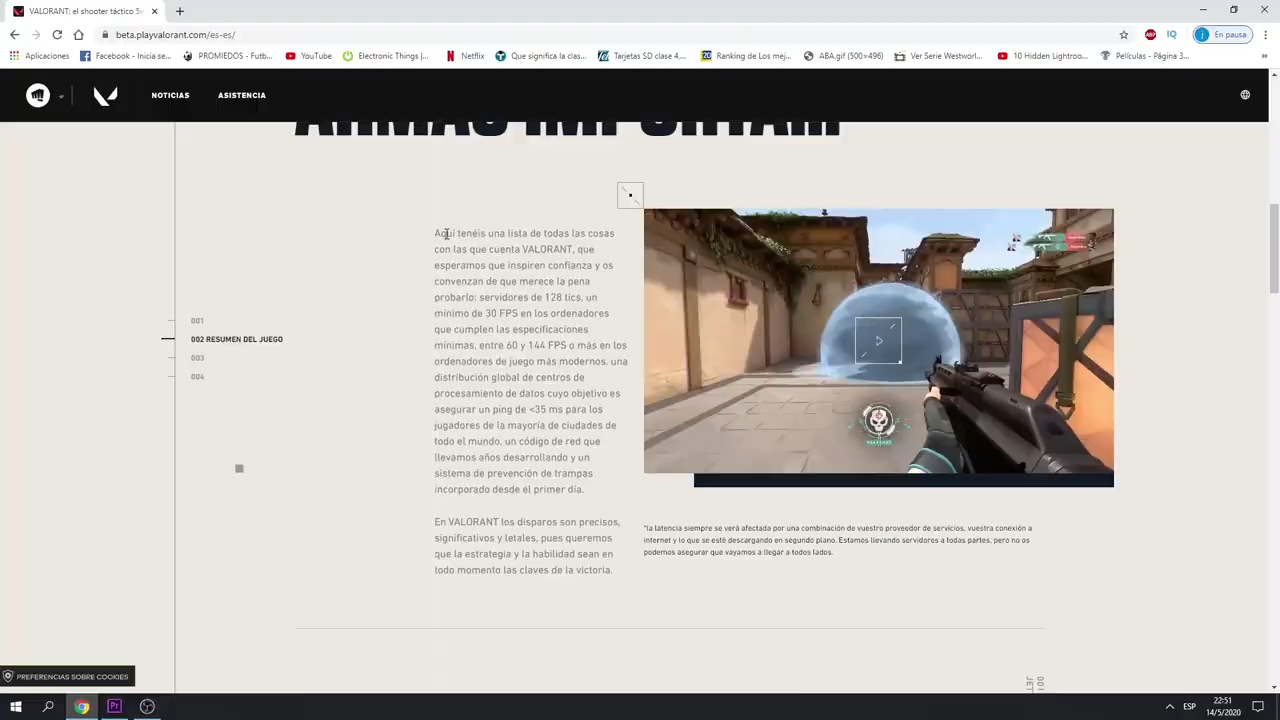 VALORANT: el shooter táctico 5v
beta.playvalorant.com/es-es/
ABP
IQ
En pausa
Aplicaciones
Facebook - Inicia se...
PROMIEDOS - Futb...
YouTube
Electronic Things |...
Netflix
Que significa la clas...
Tarjetas SD clase 4,...
Ranking de Los mej...
ABA.gif (500×496)
Ver Serie Westworl...
10 Hidden Lightroo...
Películas - Página 3...
NOTICIAS
ASISTENCIA
ARMAS IMPORTAN
Aquí tenéis una lista de todas las cosas
con las que cuenta VALORANT, que
esperamos que inspiren confianza y os
convenzan de que merece la pena
probarlo: servidores de 128 tics, un
mínimo de 30 FPS en los ordenadores
que cumplen las especificaciones
mínimas, entre 60 y 144 FPS o más en los
ordenadores de juego más modernos, una
distribución global de centros de
procesamiento de datos cuyo objetivo es
asegurar un ping de <35 ms para los
jugadores de la mayoría de ciudades de
todo el mundo, un código de red que
llevamos años desarrollando y un
sistema de prevención de trampas
incorporado desde el primer día.
En VALORANT los disparos son precisos,
significativos y letales, pues queremos
que la estrategia y la habilidad sean en
todo momento las claves de la victoria.
001
002 RESUMEN DEL JUEGO
003
004
*la latencia siempre se verá afectada por una combinación de vuestro proveedor de servicios, vuestra conexión a
internet y lo que se esté descargando en segundo plano. Estamos llevando servidores a todas partes, pero no os
podemos asegurar que vayamos a llegar a todos lados.
001
JET
PREFERENCIAS SOBRE COOKIES
ESP
22:51
14/5/2020